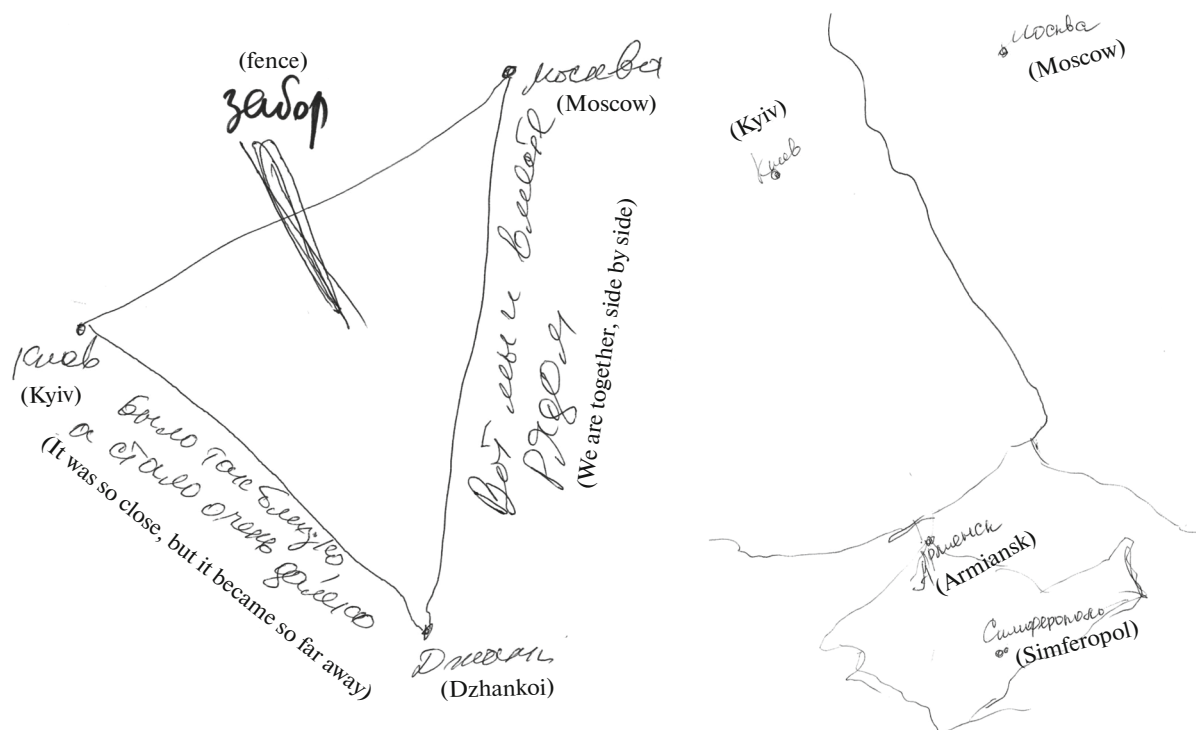 (fence)
забор
москва
(Moscow)
Киев
(Kyiv)
Было так близко
а стало очень далеко
(It was so close, but it became so far away)
Вот мы и вместе
рядом
(We are together, side by side)
(Dzhankoi)
Москва
(Moscow)
(Kyiv)
Киев
(Armiansk)
Симферополь
(Simferopol)